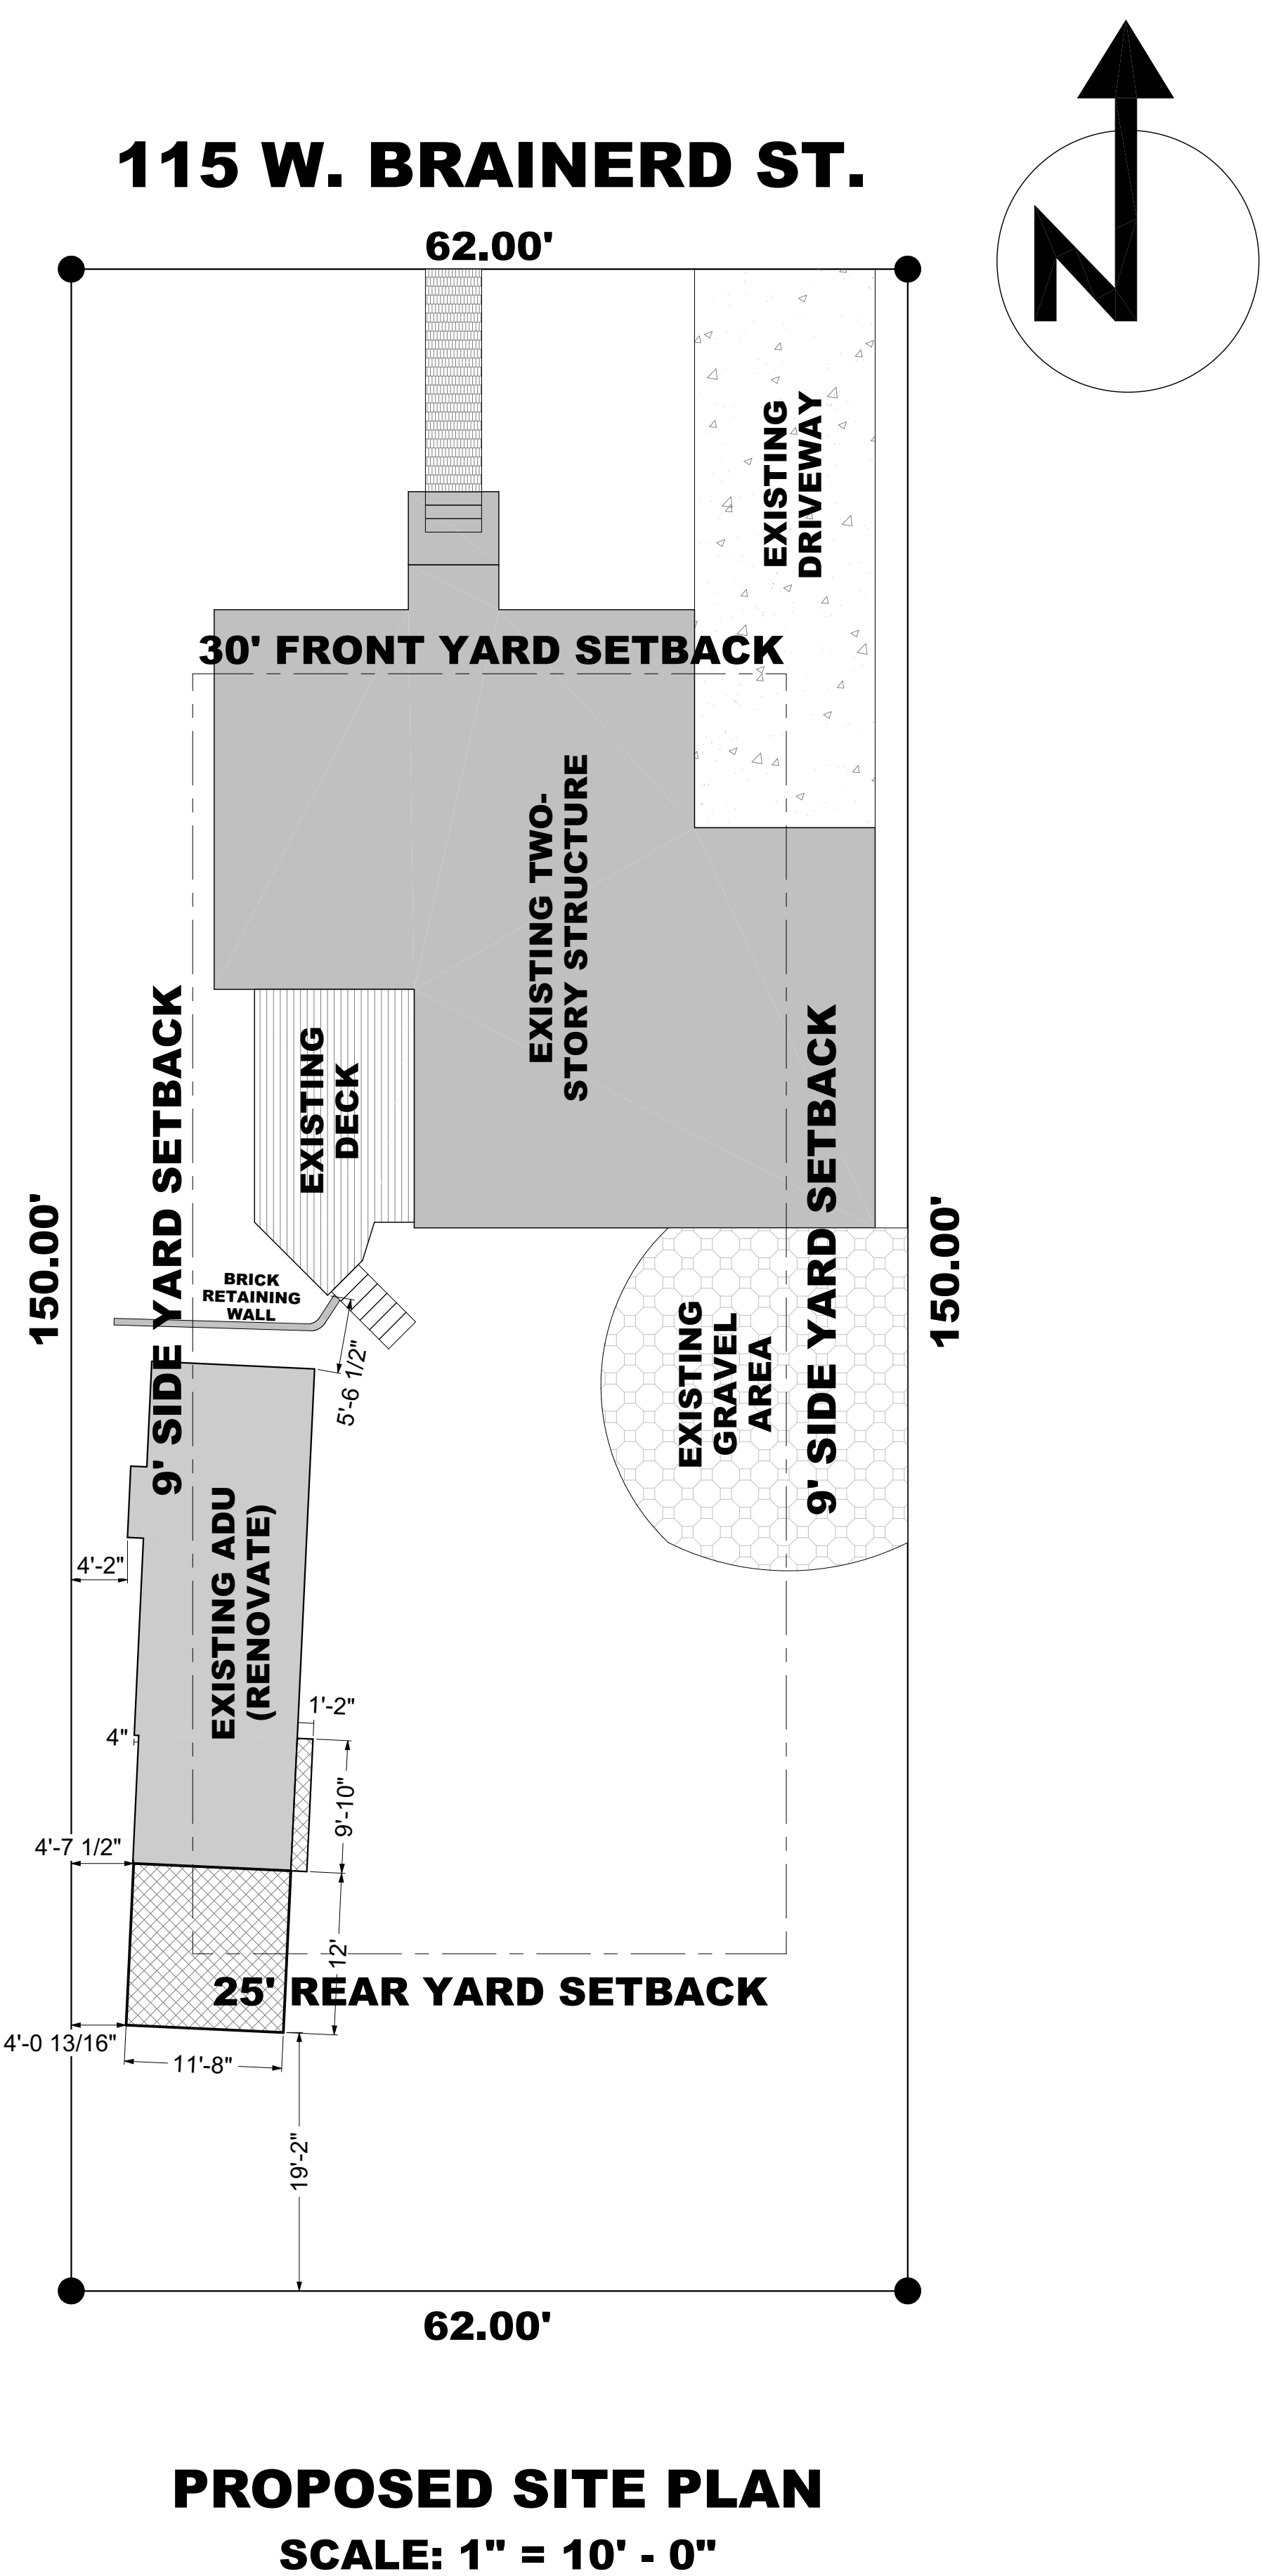 115 W. BRAINERD ST.
N
62.00'
EXISTING
DRIVEWAY
30' FRONT YARD SETBACK
EXISTING TWO-
STORY STRUCTURE
9' SIDE YARD SETBACK
EXISTING
DECK
9' SIDE YARD SETBACK
150.00'
150.00'
BRICK
RETAINING
WALL
5'-6 1/2"
EXISTING
GRAVEL
AREA
EXISTING ADU
(RENOVATE)
4'-2"
1'-2"
4"
9'-10"
4'-7 1/2"
12'
25' REAR YARD SETBACK
4'-0 13/16"
11'-8"
19'-2"
62.00'
PROPOSED SITE PLAN
SCALE: 1" = 10' - 0"